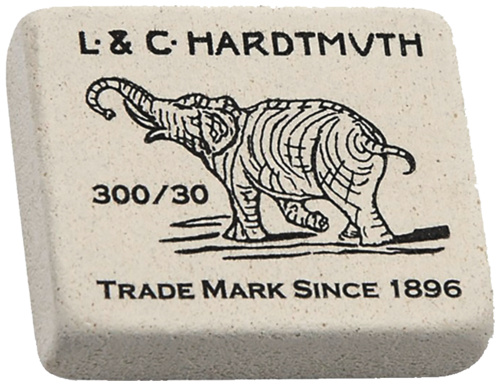 L. & C. HARDTMVTH
300/30
TRADE MARK SINCE 1896